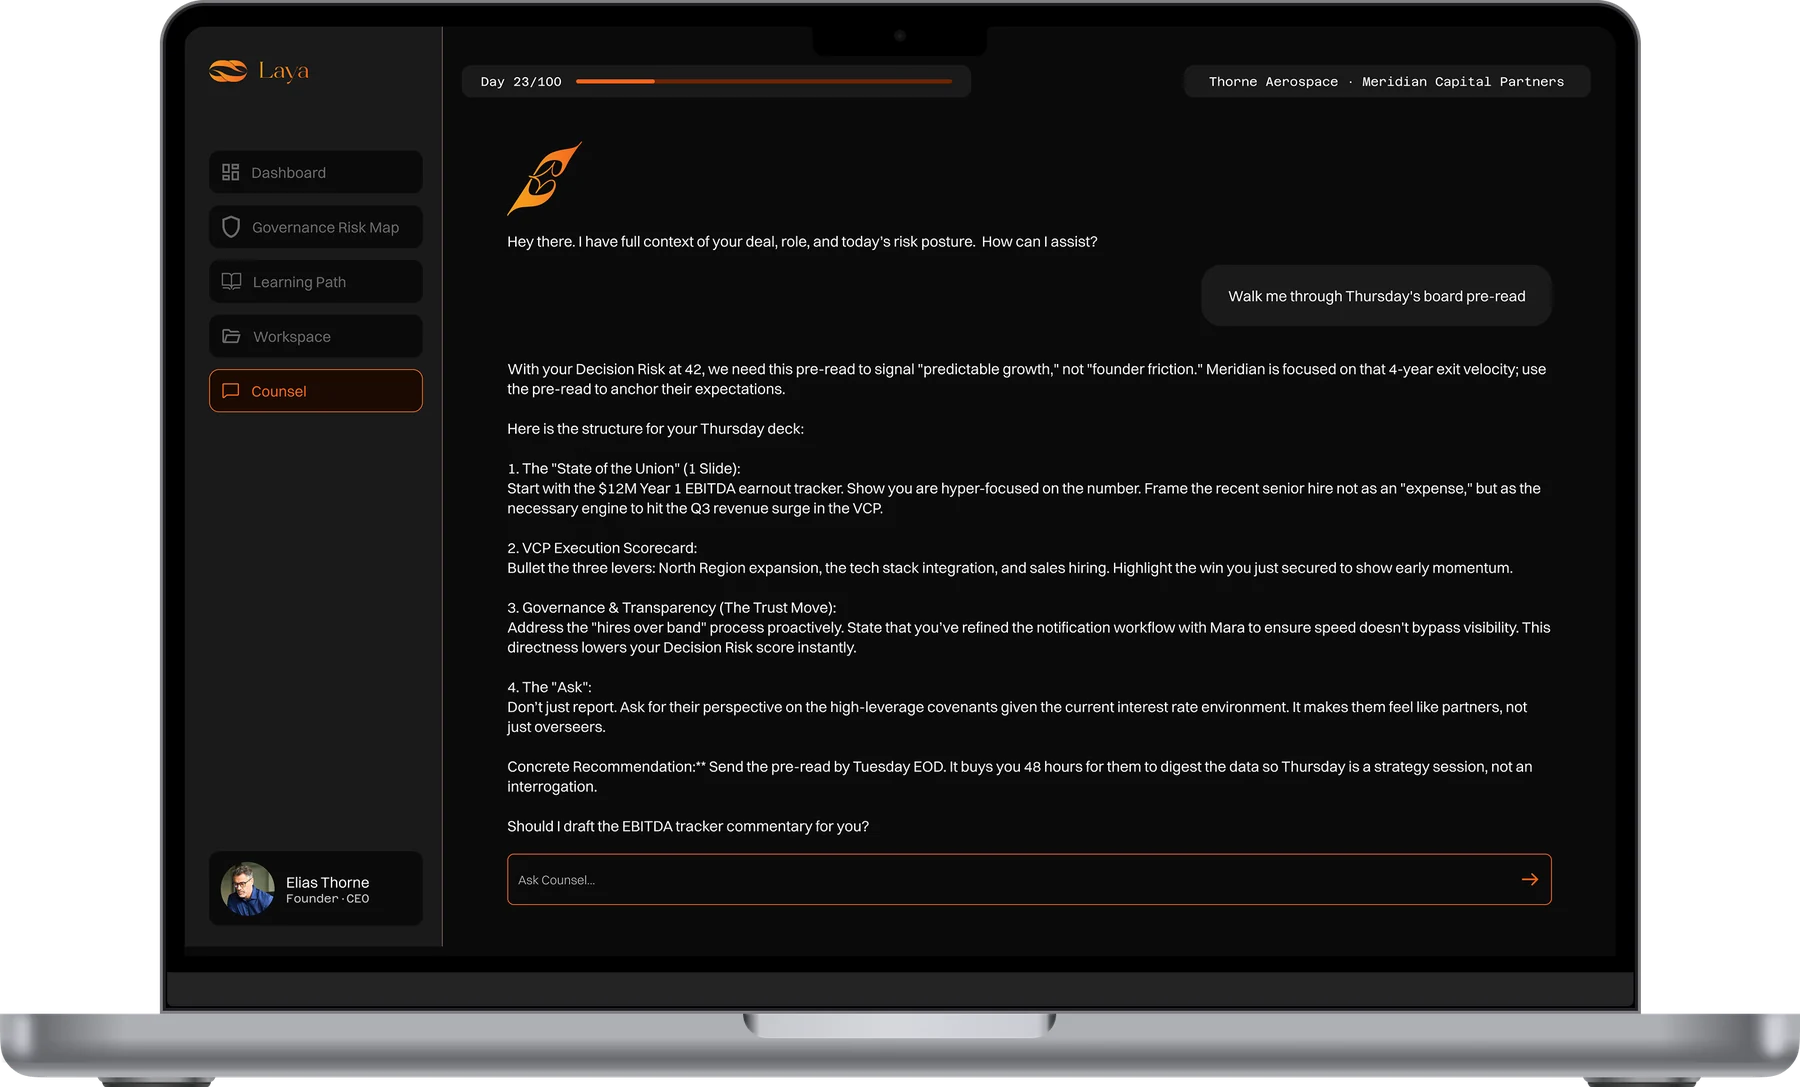 Laya
Day 23/100
Thorne Aerospace · Meridian Capital Partners
Dashboard
Governance Risk Map
Learning Path
Workspace
Counsel
Hey there. I have full context of your deal, role, and today's risk posture.  How can I assist?
Walk me through Thursday's board pre-read
With your Decision Risk at 42, we need this pre-read to signal "predictable growth," not "founder friction." Meridian is focused on that 4-year exit velocity; use
the pre-read to anchor their expectations.
Here is the structure for your Thursday deck:
1. The "State of the Union" (1 Slide):
Start with the $12M Year 1 EBITDA earnout tracker. Show you are hyper-focused on the number. Frame the recent senior hire not as an "expense," but as the
necessary engine to hit the Q3 revenue surge in the VCP.
2. VCP Execution Scorecard:
Bullet the three levers: North Region expansion, the tech stack integration, and sales hiring. Highlight the win you just secured to show early momentum.
3. Governance & Transparency (The Trust Move):
Address the "hires over band" process proactively. State that you've refined the notification workflow with Mara to ensure speed doesn't bypass visibility. This
directness lowers your Decision Risk score instantly.
4. The "Ask":
Don't just report. Ask for their perspective on the high-leverage covenants given the current interest rate environment. It makes them feel like partners, not
just overseers.
Concrete Recommendation:** Send the pre-read by Tuesday EOD. It buys you 48 hours for them to digest the data so Thursday is a strategy session, not an
interrogation.
Should I draft the EBITDA tracker commentary for you?
Ask Counsel...
Elias Thorne
Founder · CEO